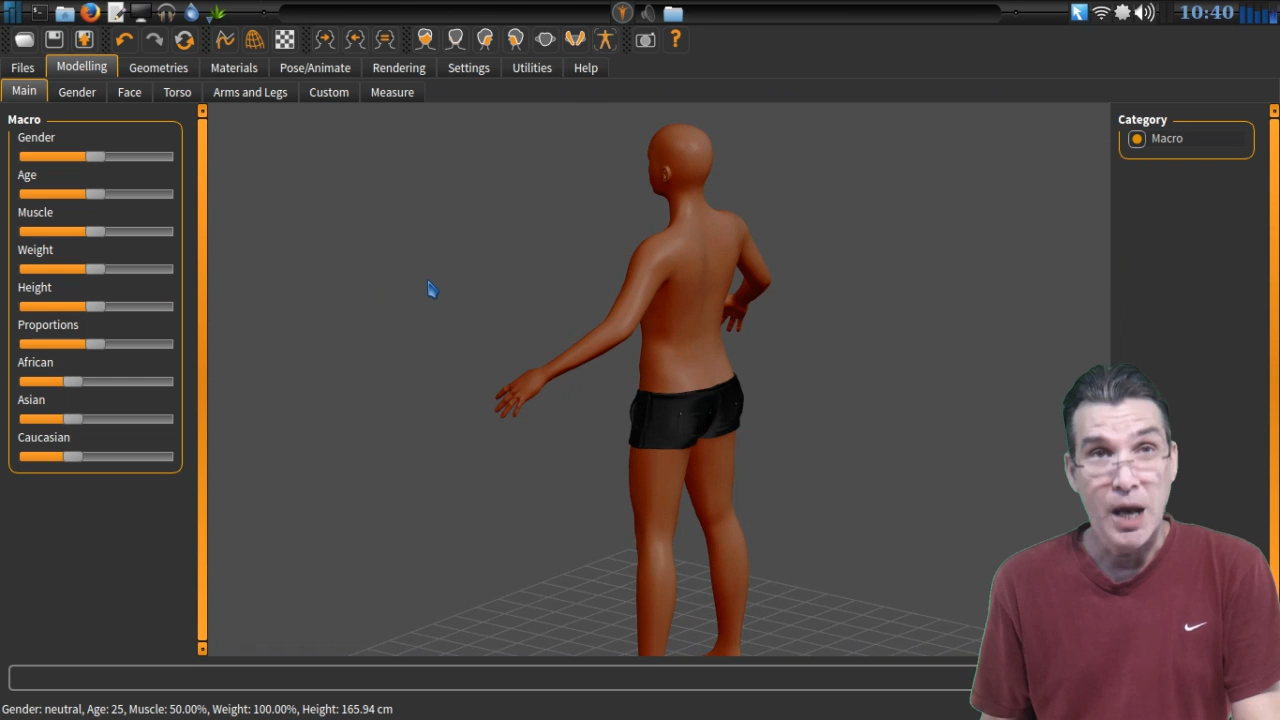 10:40
Files Modelling Geometries Materials Pose/Animate Rendering Settings Utilities Help
Main Gender Face Torso Arms and Legs Custom Measure
Macro
Gender
Age
Muscle
Weight
Height
Proportions
African
Asian
Caucasian
Category
Macro
Gender: neutral, Age: 25, Muscle: 50.00%, Weight: 100.00%, Height: 165.94 cm